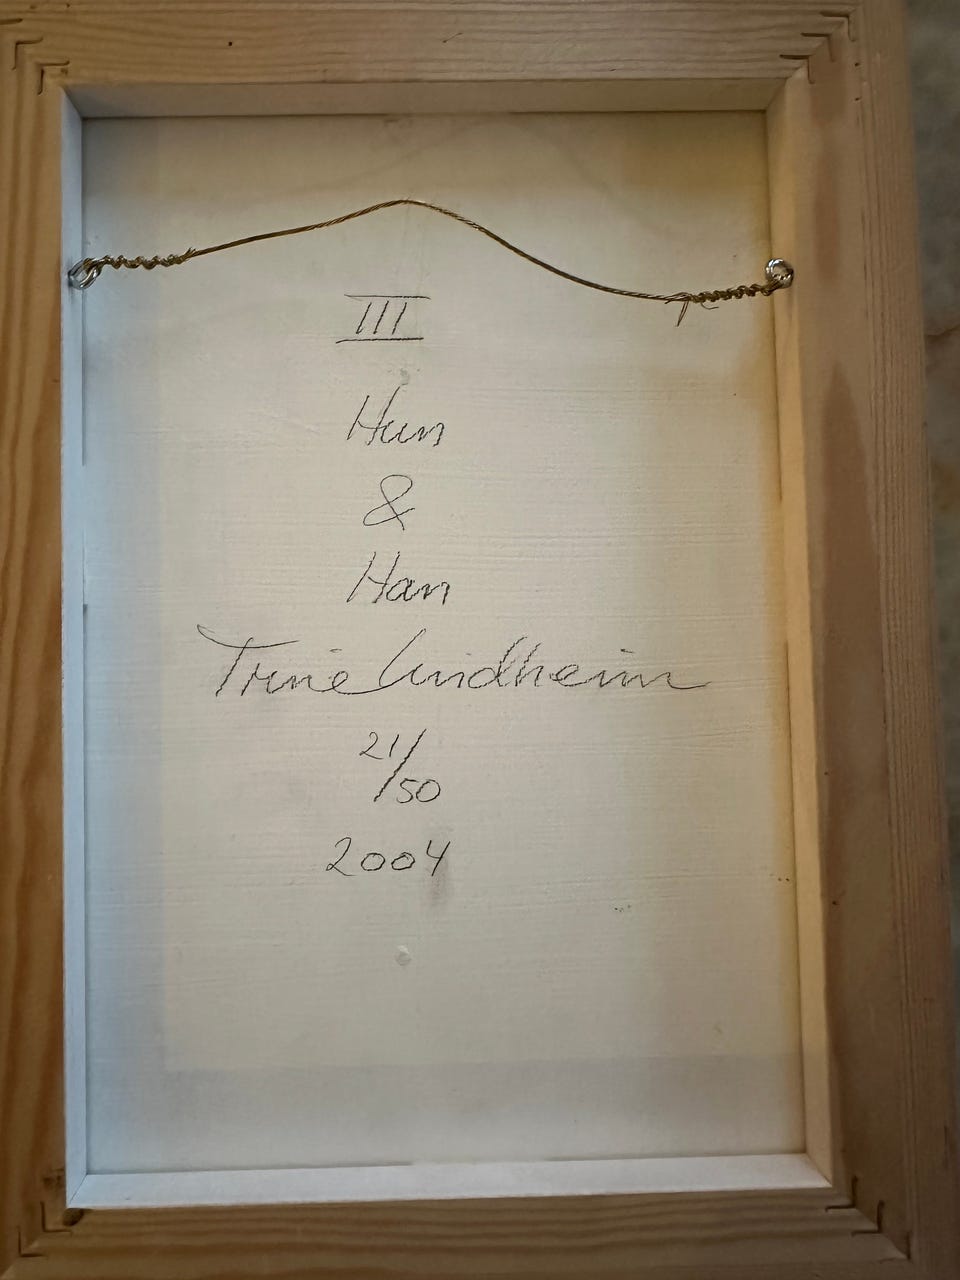 III
Hun
&
Han
Trine Lindheim
21/50
2004